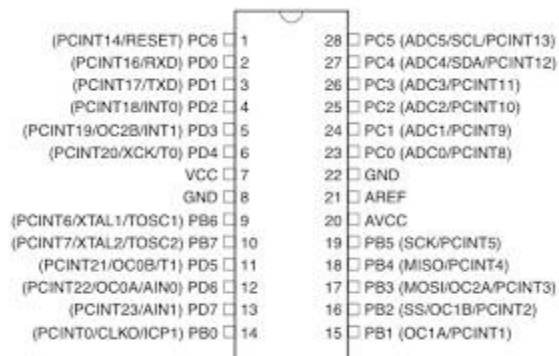 (PCINT14/RESET) PC6 1 28 PC5 (ADC5/SCL/PCINT13)
(PCINT16/RXD) PD0 2 27 PC4 (ADC4/SDA/PCINT12)
(PCINT17/TXD) PD1 3 26 PC3 (ADC3/PCINT11)
(PCINT18/INT0) PD2 4 25 PC2 (ADC2/PCINT10)
(PCINT19/OC2B/INT1) PD3 5 24 PC1 (ADC1/PCINT9)
(PCINT20/XCK/T0) PD4 6 23 PC0 (ADC0/PCINT8)
VCC 7 22 GND
GND 8 21 AREF
(PCINT6/XTAL1/TOSC1) PB6 9 20 AVCC
(PCINT7/XTAL2/TOSC2) PB7 10 19 PB5 (SCK/PCINT5)
(PCINT21/OC0B/T1) PD5 11 18 PB4 (MISO/PCINT4)
(PCINT22/OC0A/AIN0) PD6 12 17 PB3 (MOSI/OC2A/PCINT3)
(PCINT23/AIN1) PD7 13 16 PB2 (SS/OC1B/PCINT2)
(PCINT0/CLKO/ICP1) PB0 14 15 PB1 (OC1A/PCINT1)